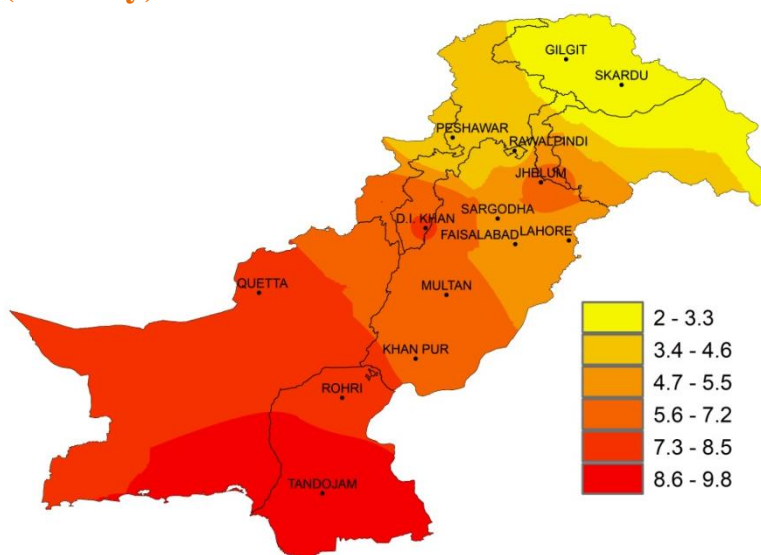 GILGIT
SKARDU
PESHAWAR
RAWALPINDI
JHELUM
SARGODHA
D.I. KHAN
FAISALABAD
LAHORE
QUETTA
MULTAN
KHAN PUR
ROHRI
TANDOJAM
2 - 3.3
3.4 - 4.6
4.7 - 5.5
5.6 - 7.2
7.3 - 8.5
8.6 - 9.8